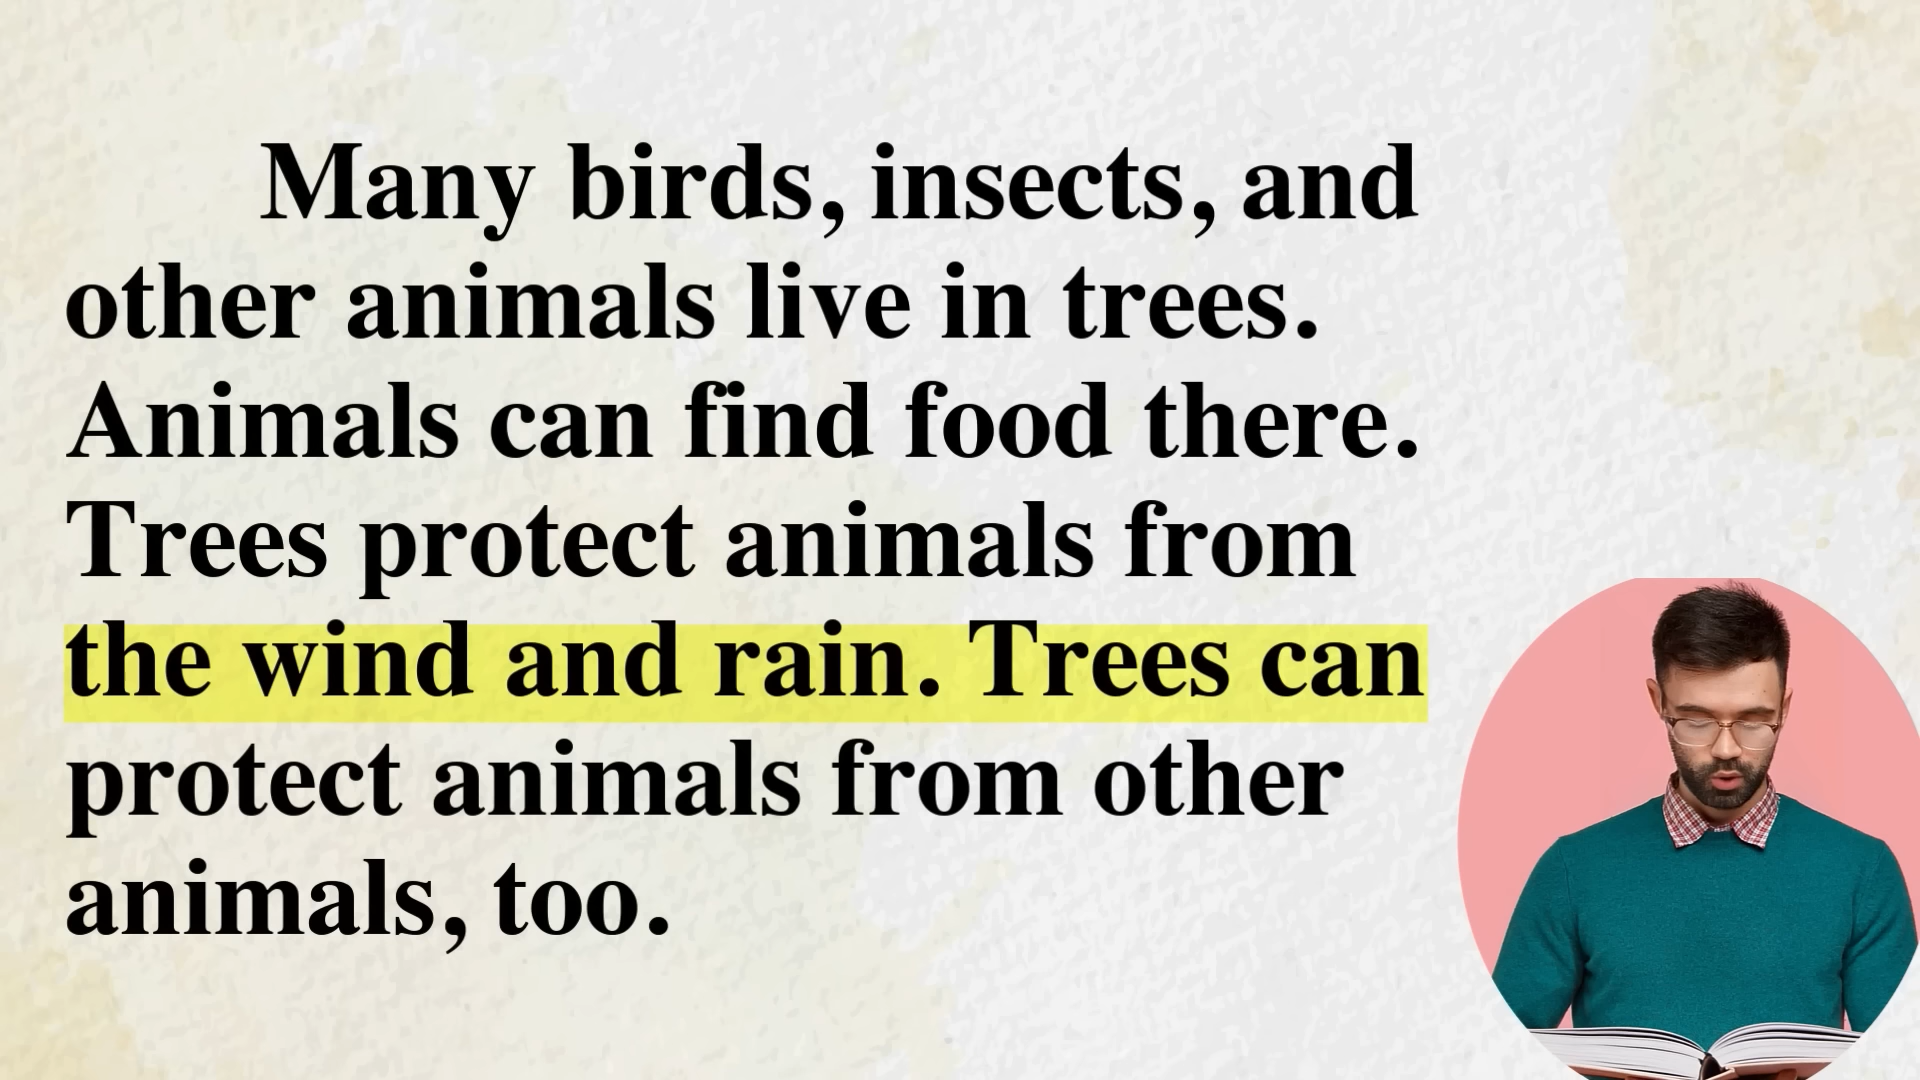 Many birds, insects, and
other animals live in trees.
Animals can find food there.
Trees protect animals from
the wind and rain. Trees can
protect animals from other
animals, too.